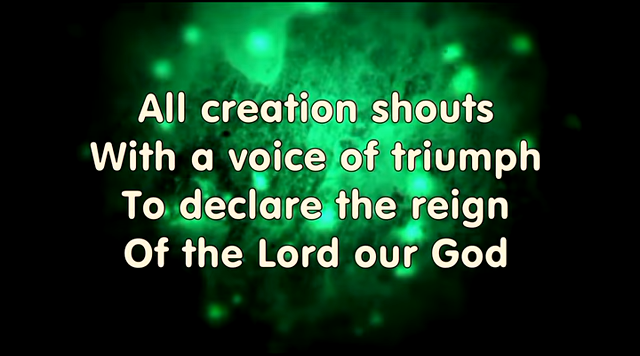 All creation shouts
With a voice of triumph
To declare the reign
Of the Lord our God